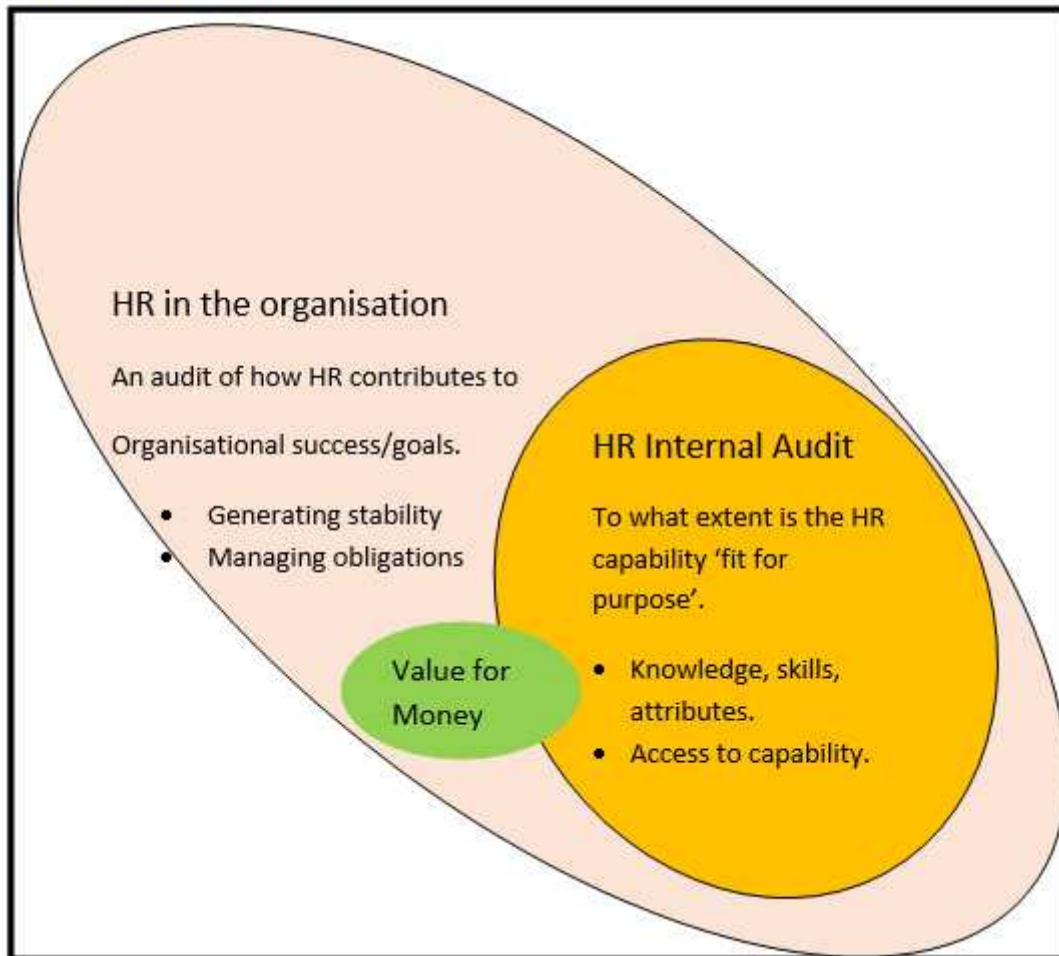 HR in the organisation
An audit of how HR contributes to
Organisational success/goals.
• Generating stability
• Managing obligations
HR Internal Audit
To what extent is the HR
capability ‘fit for
purpose’.
• Knowledge, skills,
attributes.
• Access to capability.
Value for
Money